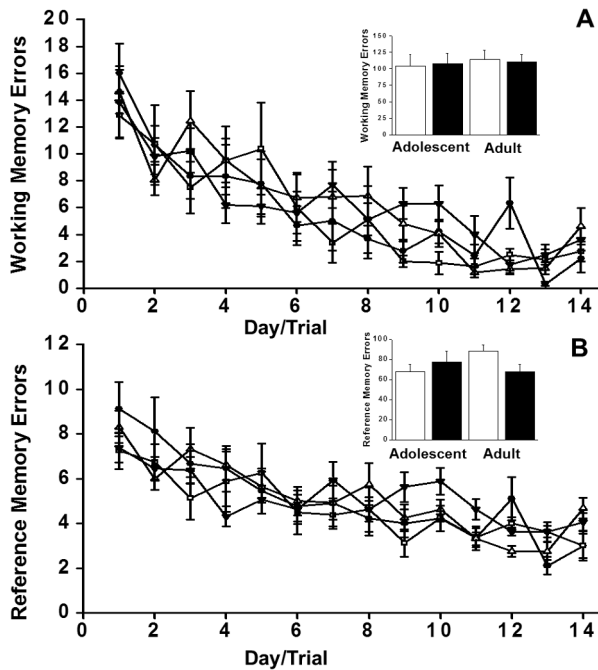 A
20
18
16
14
12
10
8
6
4
2
0
Working Memory Errors
150
125
100
75
50
25
0
Working Memory Errors
Adolescent Adult
0 2 4 6 8 10 12 14
Day/Trial
B
12
10
8
6
4
2
0
Reference Memory Errors
100
80
60
40
20
0
Reference Memory Errors
Adolescent Adult
0 2 4 6 8 10 12 14
Day/Trial